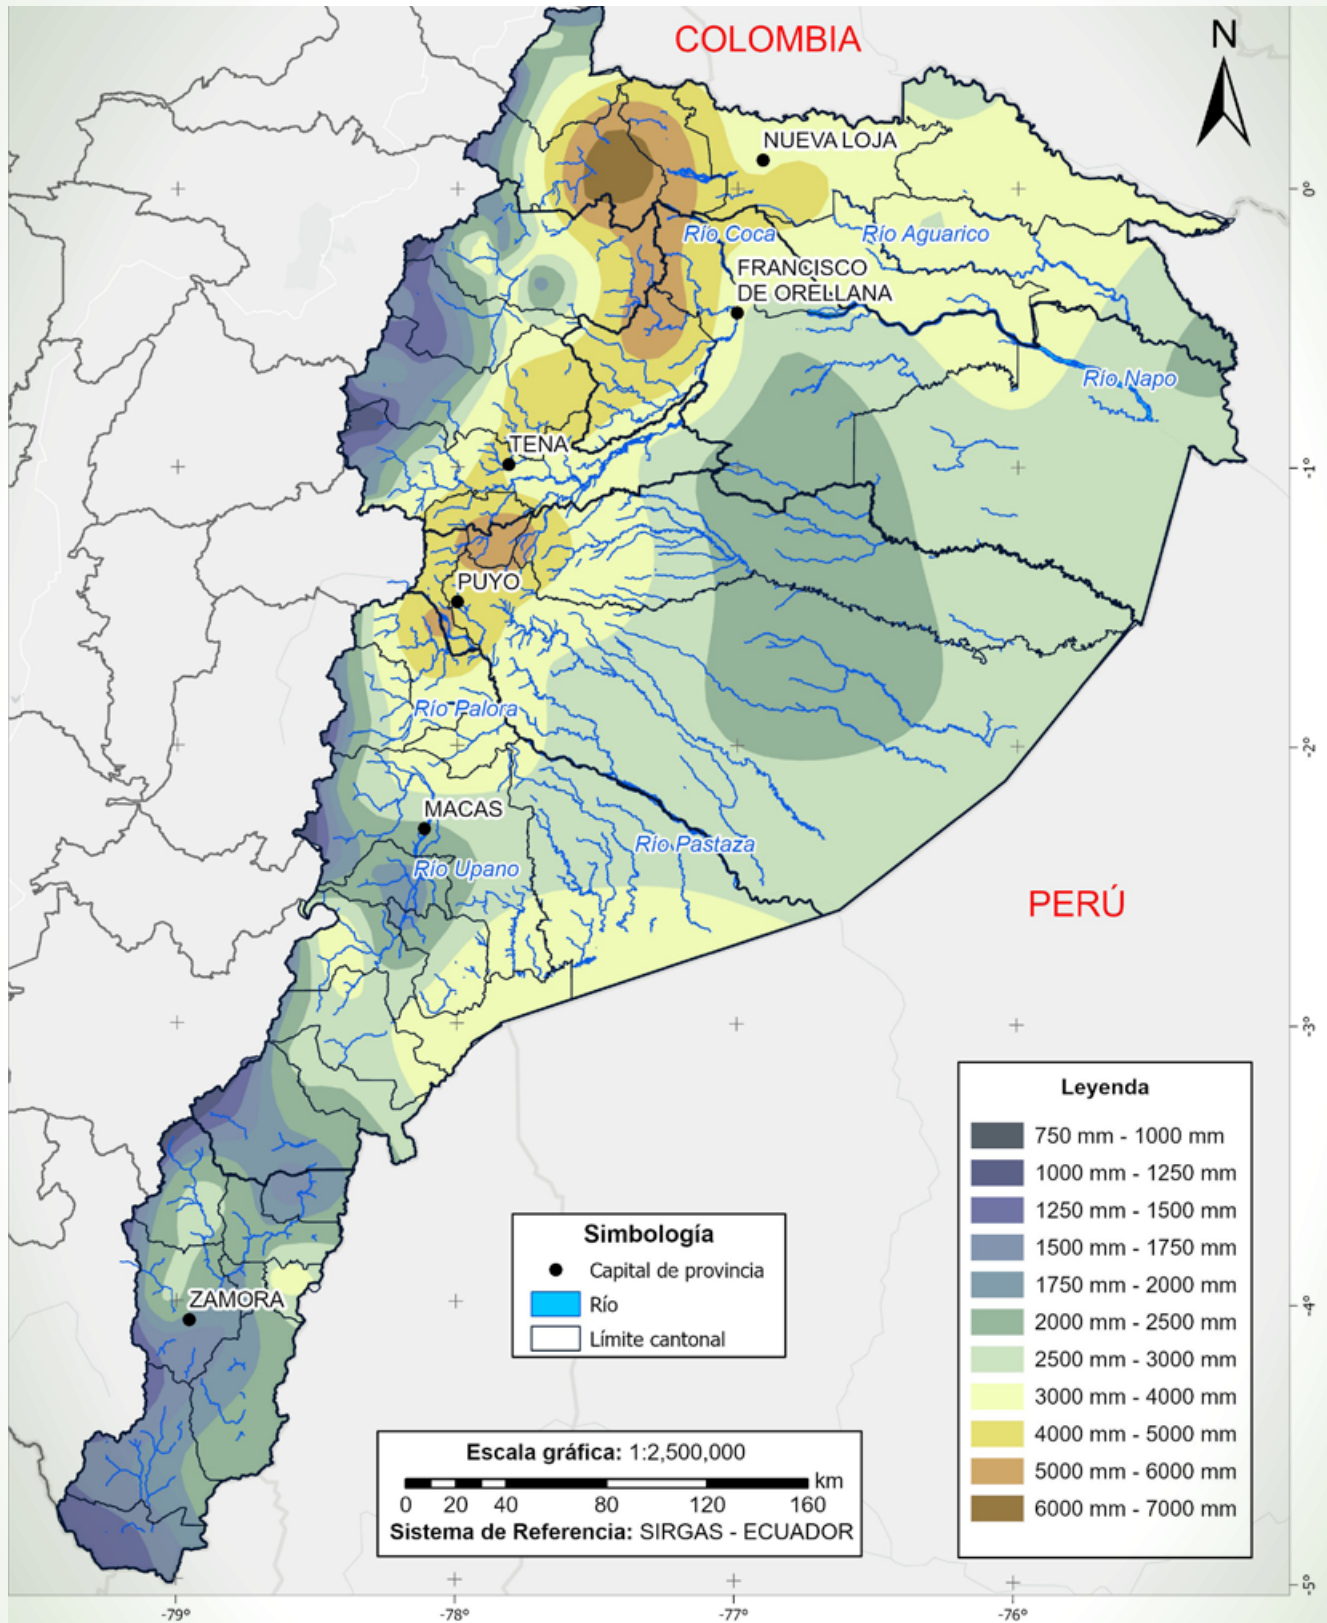 COLOMBIA
N
NUEVA LOJA
0°
Río Coca
Río Aguarico
FRANCISCO
DE ORELLANA
Río Napo
TENA
-1°
PUYO
Río Palora
-2°
MACAS
Río Pastaza
Río Upano
PERÚ
-3°
Leyenda
750 mm - 1000 mm
1000 mm - 1250 mm
1250 mm - 1500 mm
1500 mm - 1750 mm
1750 mm - 2000 mm
2000 mm - 2500 mm
2500 mm - 3000 mm
3000 mm - 4000 mm
4000 mm - 5000 mm
5000 mm - 6000 mm
6000 mm - 7000 mm
Simbología
Capital de provincia
Río
Límite cantonal
ZAMORA
-4°
Escala gráfica: 1:2,500,000
km
0 20 40 80 120 160
Sistema de Referencia: SIRGAS - ECUADOR
-5°
-79° -78° -77° -76°